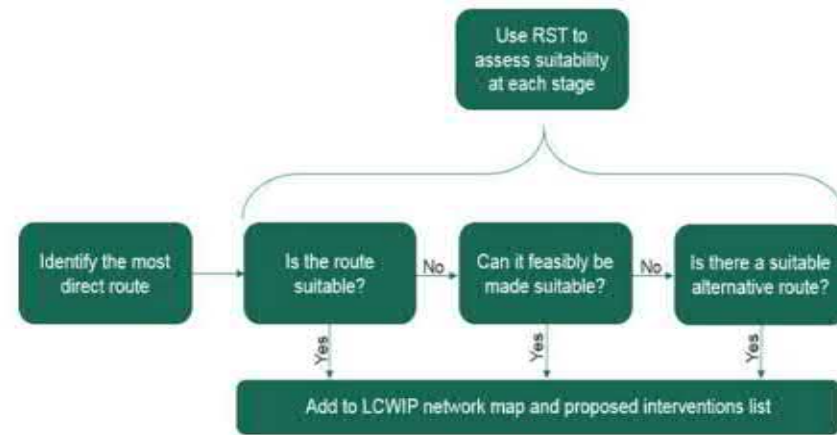 Use RST to
assess suitability
at each stage
Identify the most
direct route
Is the route
suitable?
No
Can it feasibly be
made suitable?
No
Is there a suitable
alternative route?
Yes
Yes
Yes
Add to LCWIP network map and proposed interventions list